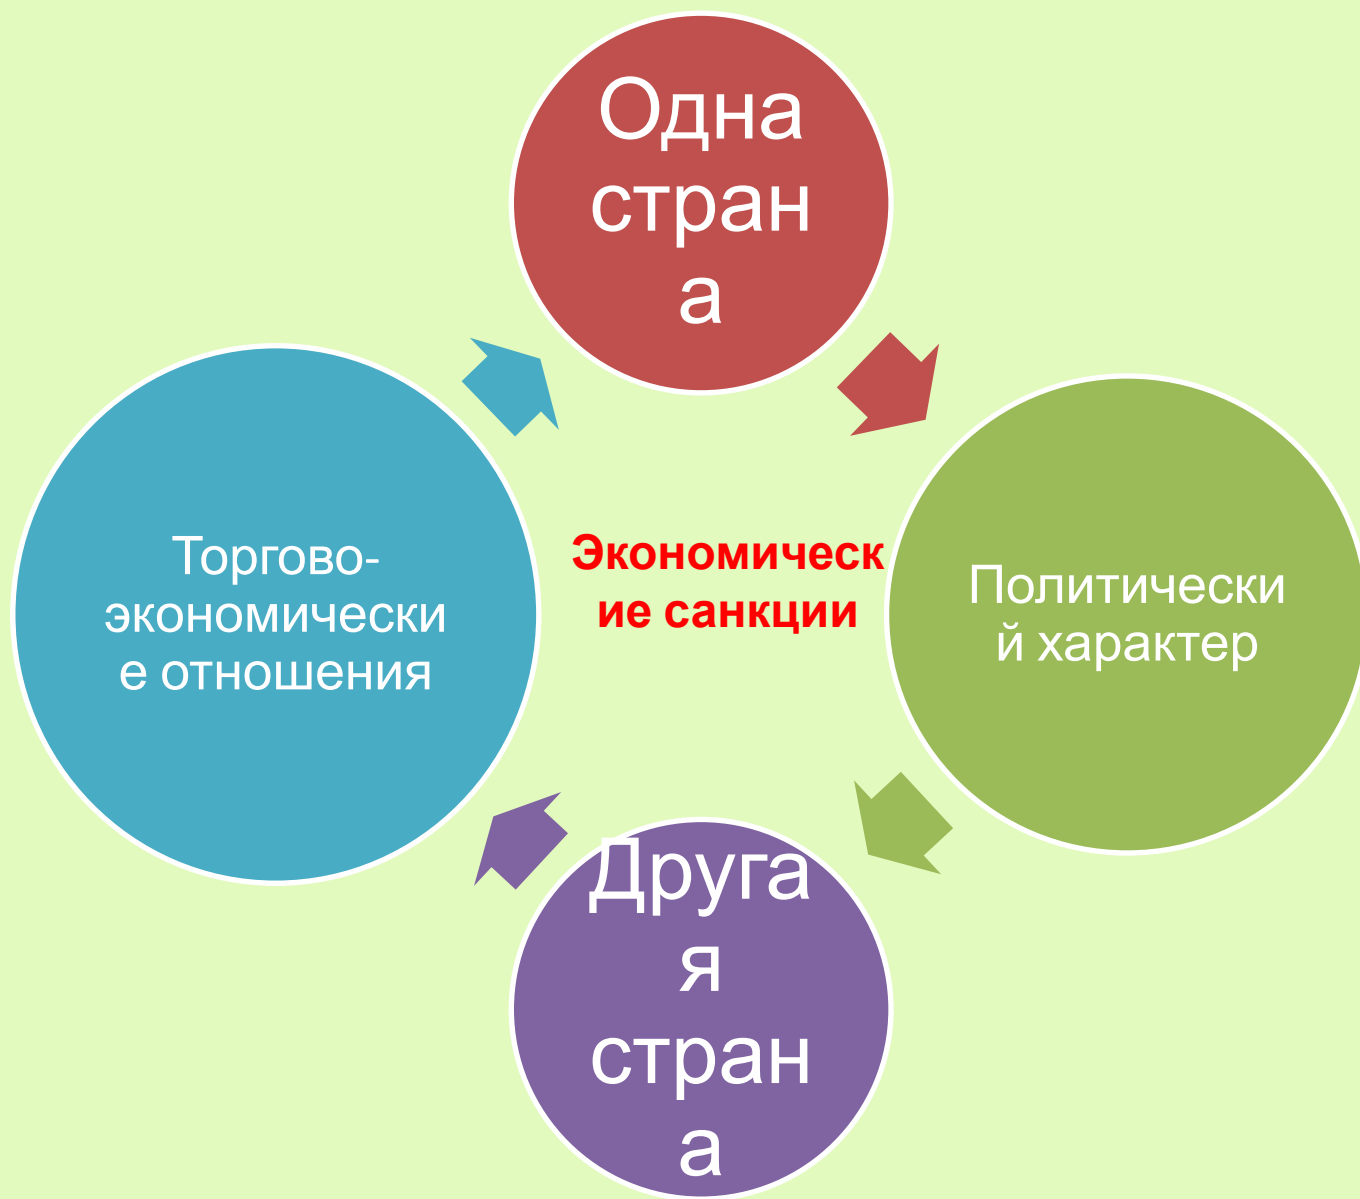 Одна
стран
а
Торгово-
экономически
е отношения
Экономическ
ие санкции
Политически
й характер
Друга
я
стран
а